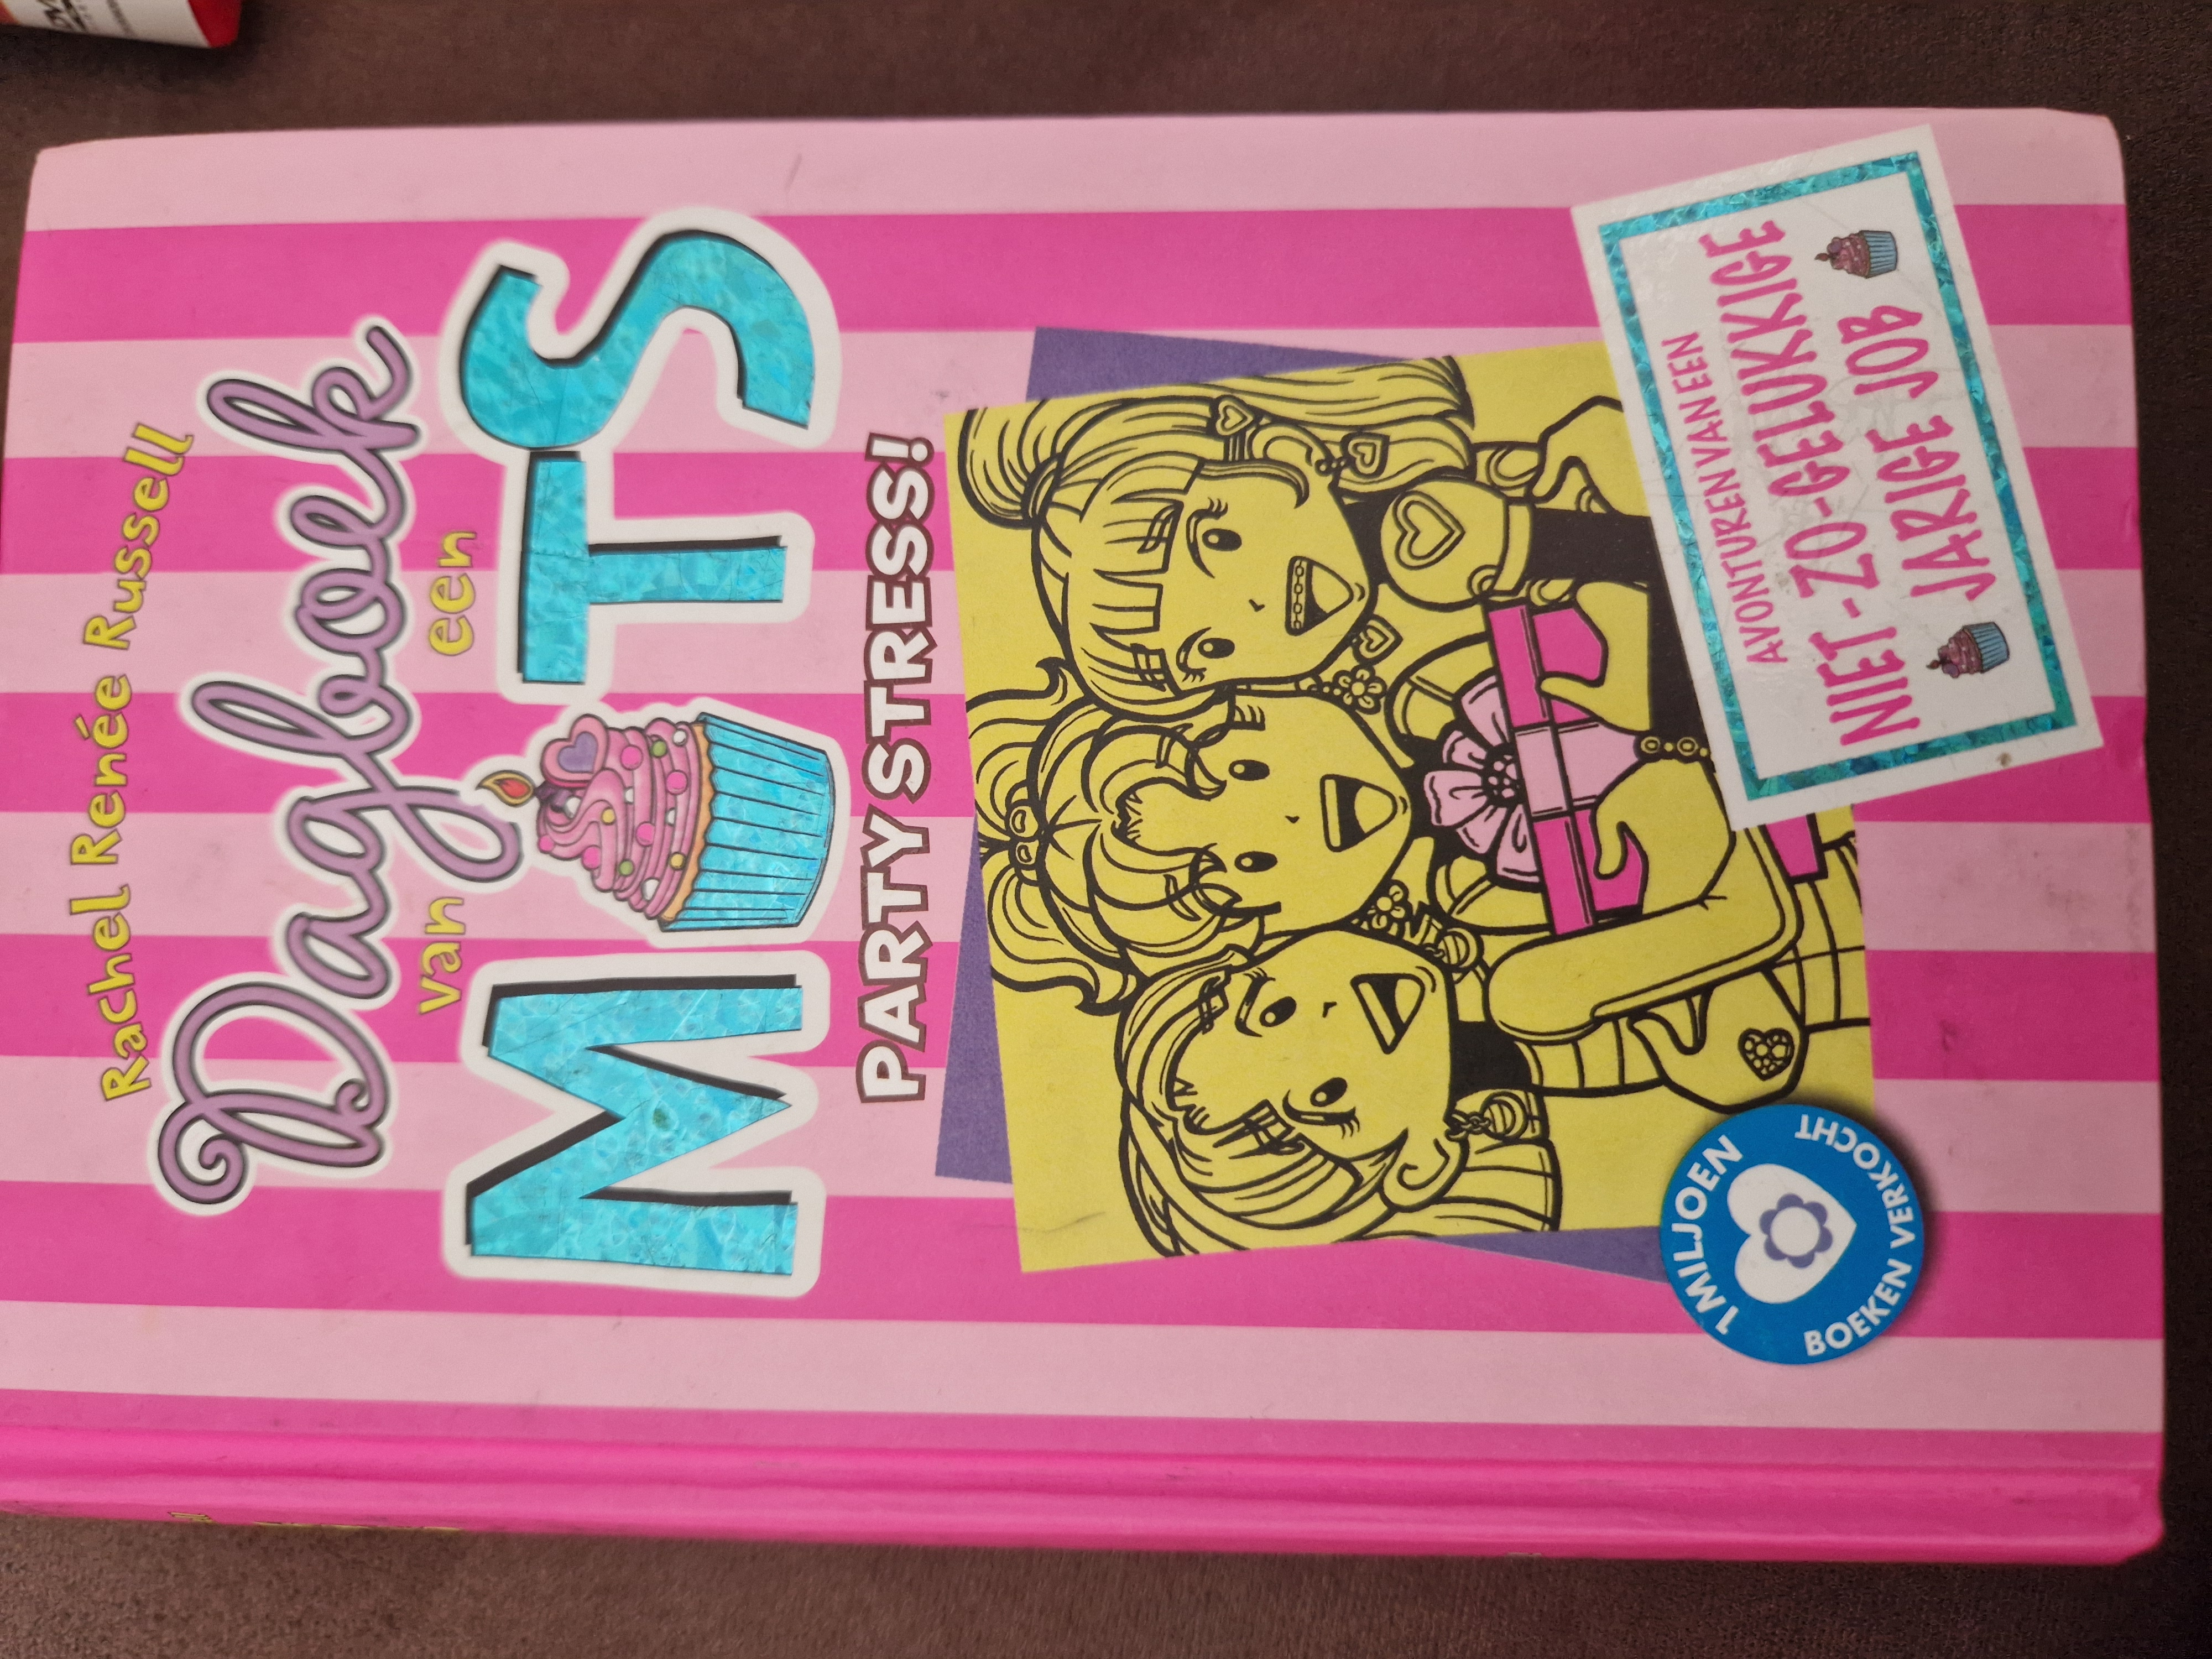 Rachel Renée Russell
Dagboek
van een
MUTS
PARTY STRESS!
AVONTUREN VAN EEN
NIET-ZO-GELUKKIGE
JARIGE JOB
1 MILJOEN
BOEKEN VERKOCHT